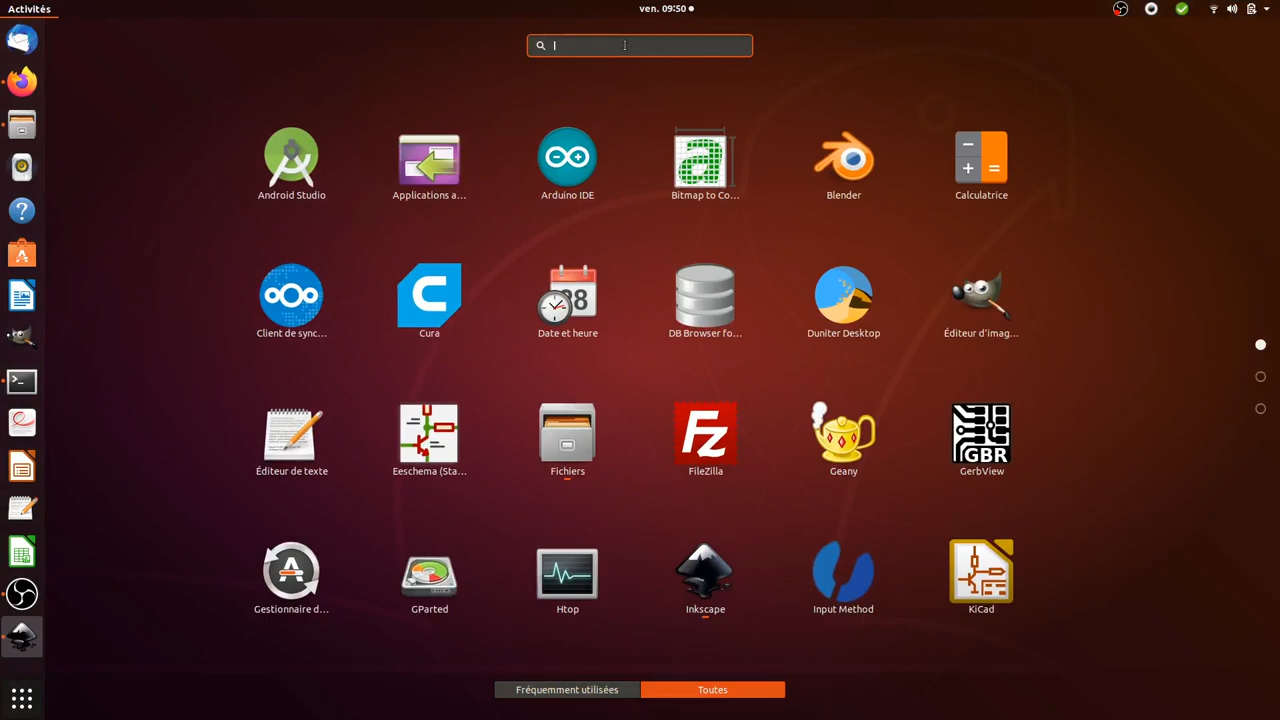 Activités
ven. 09:50
Android Studio
Applications a...
Arduino IDE
Bitmap to Co...
Blender
Calculatrice
Client de sync...
Cura
Date et heure
DB Browser fo...
Duniter Desktop
Éditeur d'imag...
Éditeur de texte
Eeschema (Sta...
Fichiers
FileZilla
Geany
GBR
GerbView
Gestionnaire d...
GParted
Htop
Inkscape
Input Method
KiCad
Fréquemment utilisées
Toutes